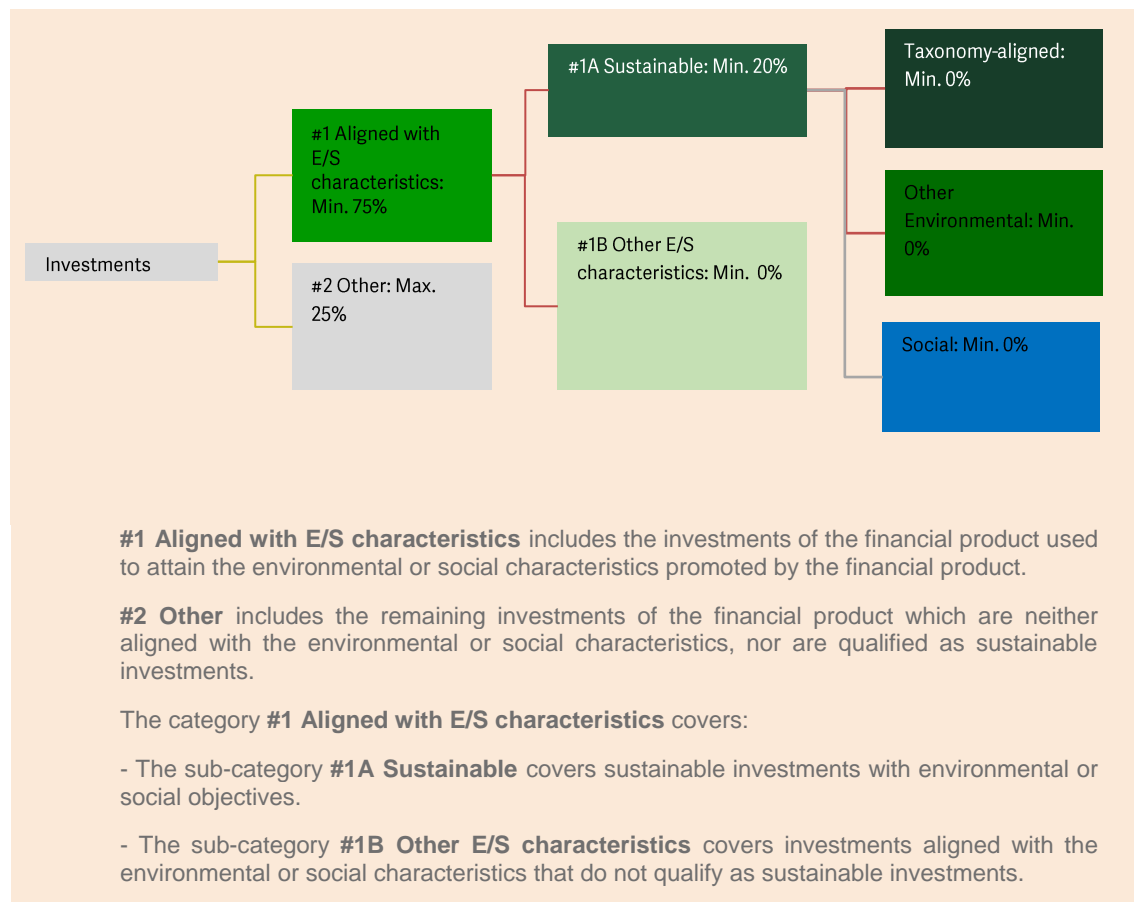 Investments
#1 Aligned with
E/S
characteristics:
Min. 75%
#2 Other: Max.
25%
#1A Sustainable: Min. 20%
#1B Other E/S
characteristics: Min. 0%
Taxonomy-aligned:
Min. 0%
Other
Environmental: Min.
0%
Social: Min. 0%
#1 Aligned with E/S characteristics includes the investments of the financial product used
to attain the environmental or social characteristics promoted by the financial product.
#2 Other includes the remaining investments of the financial product which are neither
aligned with the environmental or social characteristics, nor are qualified as sustainable
investments.
The category #1 Aligned with E/S characteristics covers:
- The sub-category #1A Sustainable covers sustainable investments with environmental or
social objectives.
- The sub-category #1B Other E/S characteristics covers investments aligned with the
environmental or social characteristics that do not qualify as sustainable investments.